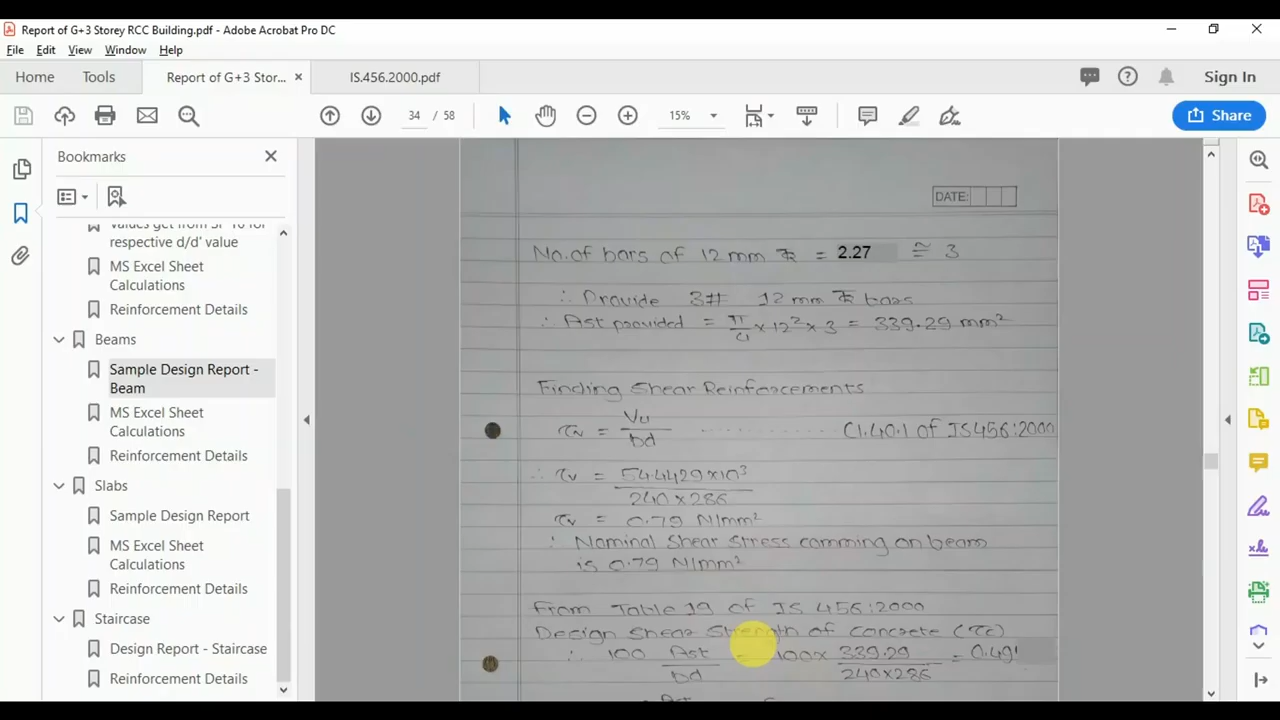 Report of G+3 Storey RCC Building.pdf - Adobe Acrobat Pro DC
File Edit View Window Help
Home Tools Report of G+3 Stor... × IS.456.2000.pdf Sign In
34 / 58 15% Share
Bookmarks
respective d/d' value
MS Excel Sheet
Calculations
Reinforcement Details
Beams
Sample Design Report -
Beam
MS Excel Sheet
Calculations
Reinforcement Details
Slabs
Sample Design Report
MS Excel Sheet
Calculations
Reinforcement Details
Staircase
Design Report - Staircase
Reinforcement Details
DATE:
No. of bars of 12 mm = 2.27 ≅ 3
∴ Provide 3# 12 mm bars
∴ Ast provided = π/4 × 12² × 3 = 339.29 mm²
Finding Shear Reinforcements
τv = Vu/bd ........... Cl.40.1 of IS456:2000
∴ τv = 54.4429×10³/240×286
τv = 0.79 N/mm²
∴ Nominal Shear Stress comming on beam
is 0.79 N/mm²
From Table 19 of IS 456:2000
Design Shear Strength of Concrete (τc)
∴ 100 Ast/bd = 100× 339.29/240×286 = 0.49